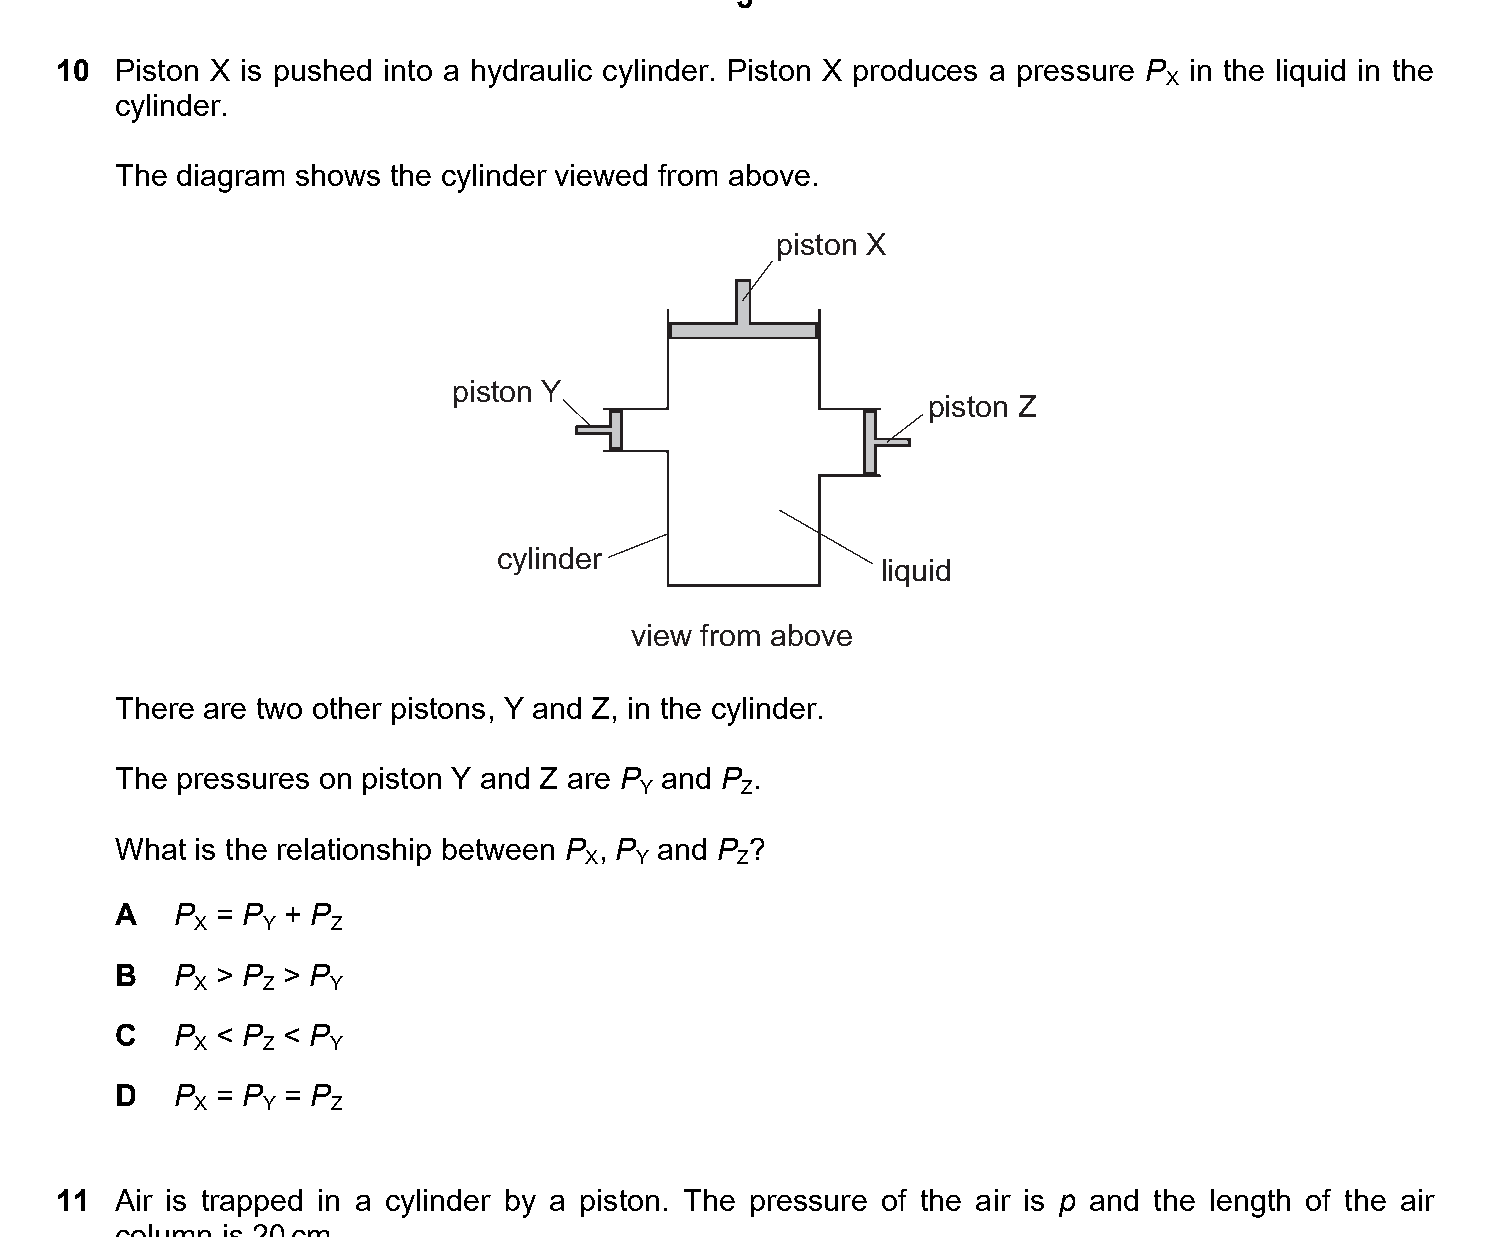 10 Piston X is pushed into a hydraulic cylinder. Piston X produces a pressure PX in the liquid in the
cylinder.
The diagram shows the cylinder viewed from above.
piston X
piston Y
piston Z
cylinder
liquid
view from above
There are two other pistons, Y and Z, in the cylinder.
The pressures on piston Y and Z are PY and PZ.
What is the relationship between PX, PY and PZ?
A PX = PY + PZ
B PX > PZ > PY
C PX < PZ < PY
D PX = PY = PZ
11 Air is trapped in a cylinder by a piston. The pressure of the air is p and the length of the air
column is 20 cm.